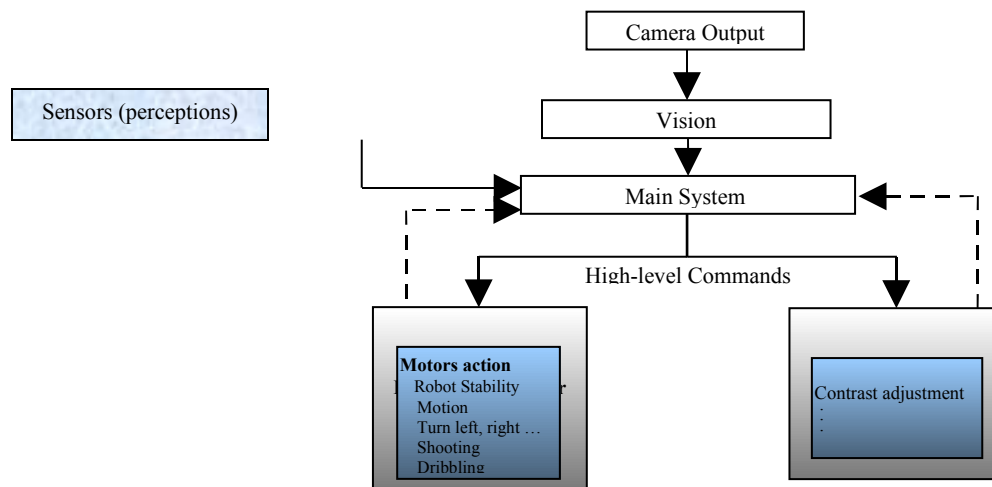 Camera Output
Sensors (perceptions)
Vision
Main System
High-level Commands
Motors action
Robot Stability
Motion
Turn left, right …
Shooting
Dribbling
Contrast adjustment
:
: